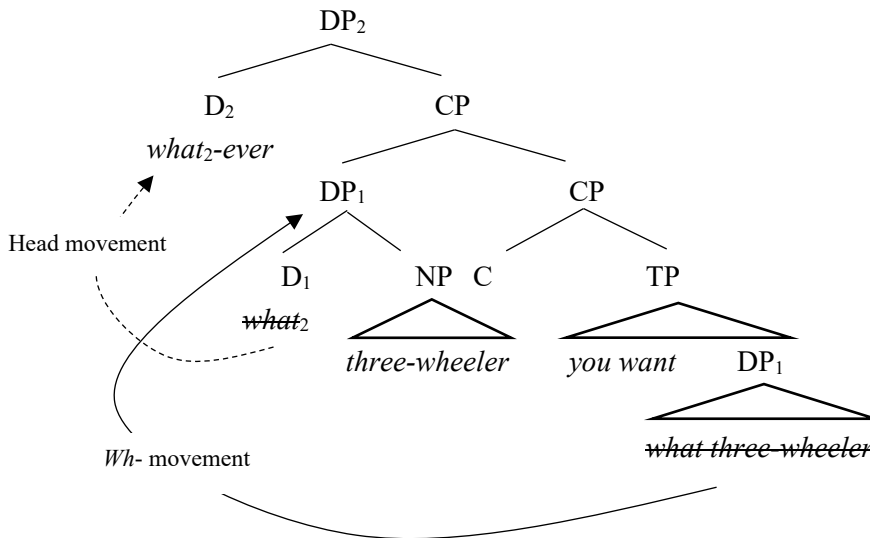 DP₂
D₂ CP
what₂-ever
DP₁ CP
Head movement
D₁ NP C TP
what₂
three-wheeler you want DP₁
Wh- movement what three-wheeler